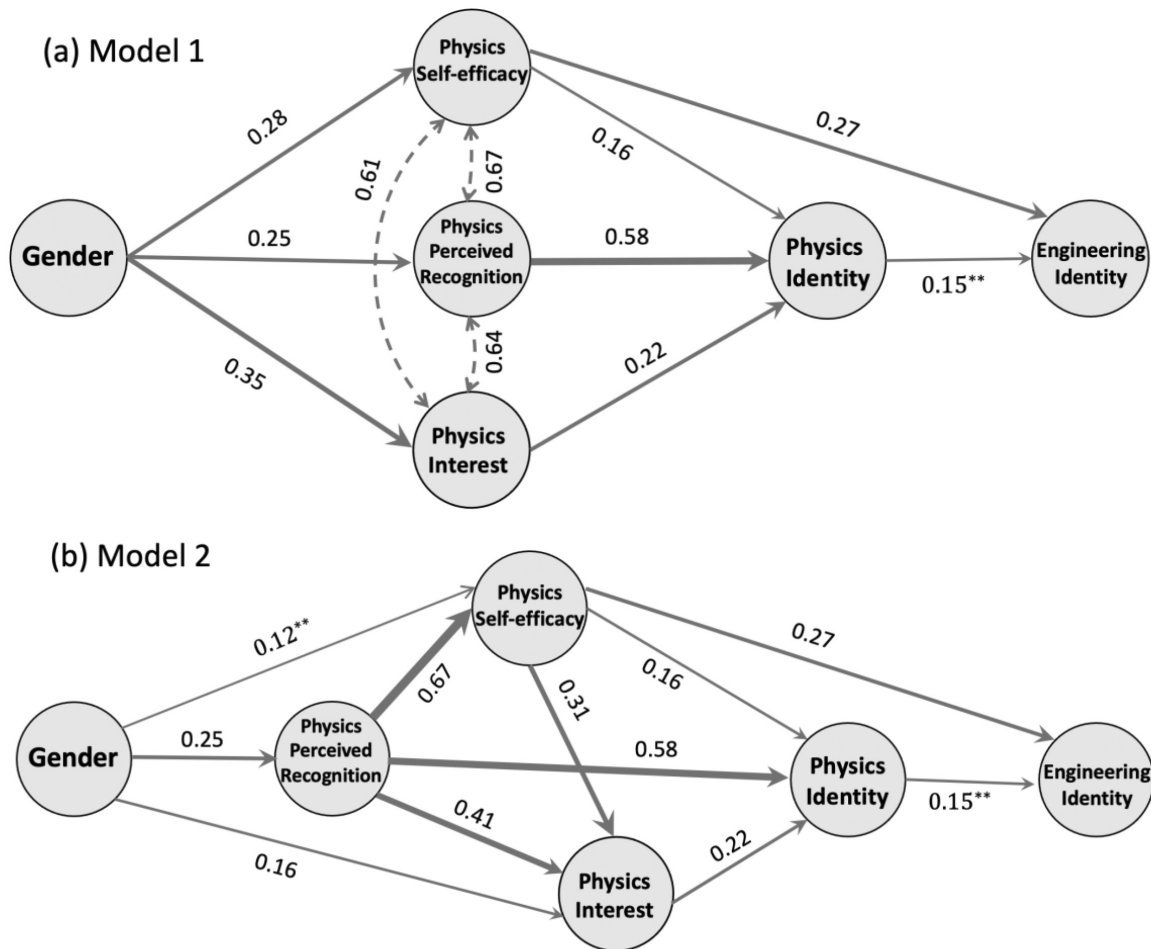 (a) Model 1
Physics
Self-efficacy
0.28
0.27
0.16
0.61
0.67
Gender
0.25
Physics
Perceived
Recognition
0.58
Physics
Identity
0.15**
Engineering
Identity
0.35
0.64
0.22
Physics
Interest
(b) Model 2
Physics
Self-efficacy
0.12**
0.67
0.31
0.16
0.27
Gender
0.25
Physics
Perceived
Recognition
0.58
Physics
Identity
0.15**
Engineering
Identity
0.41
0.16
0.22
Physics
Interest